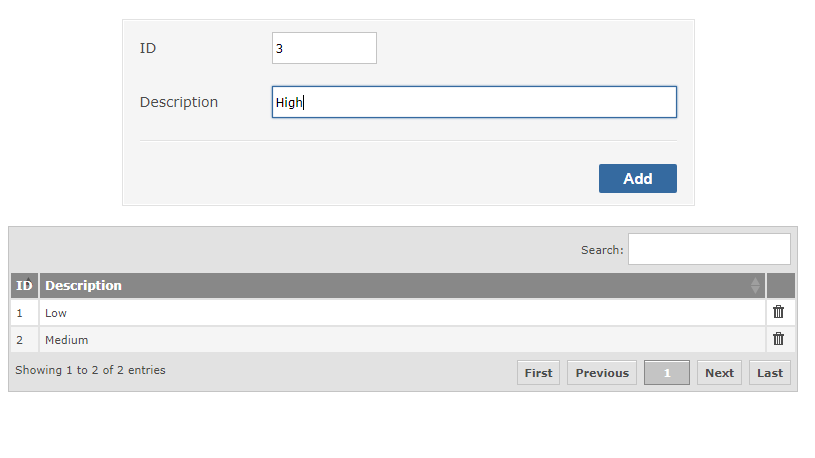 ID 3
Description High
Add
Search:
ID Description
1 Low
2 Medium
Showing 1 to 2 of 2 entries First Previous 1 Next Last